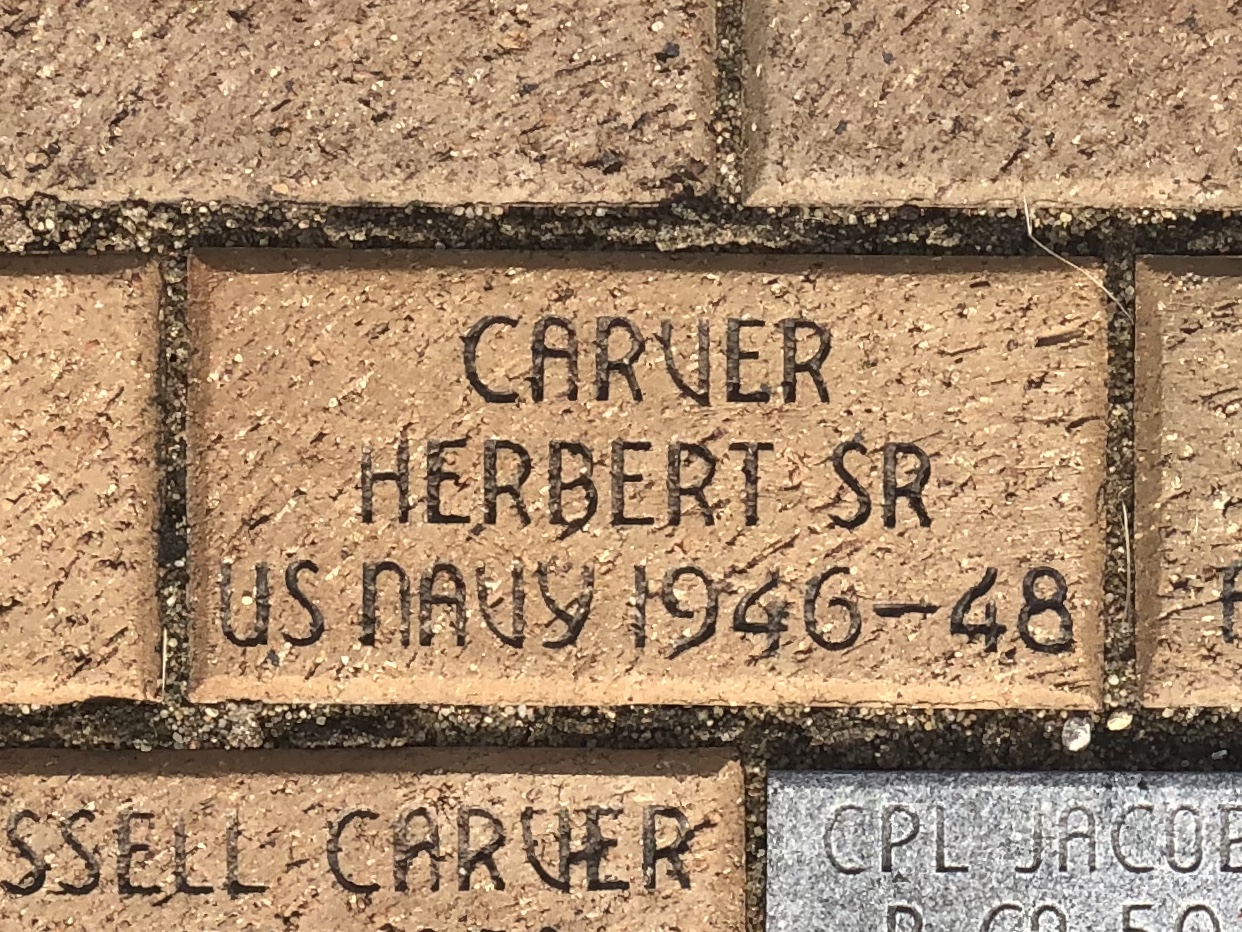 CARVER
HERBERT SR
US NAVY 1946-48
SSELL CARVER
CPL JACOB